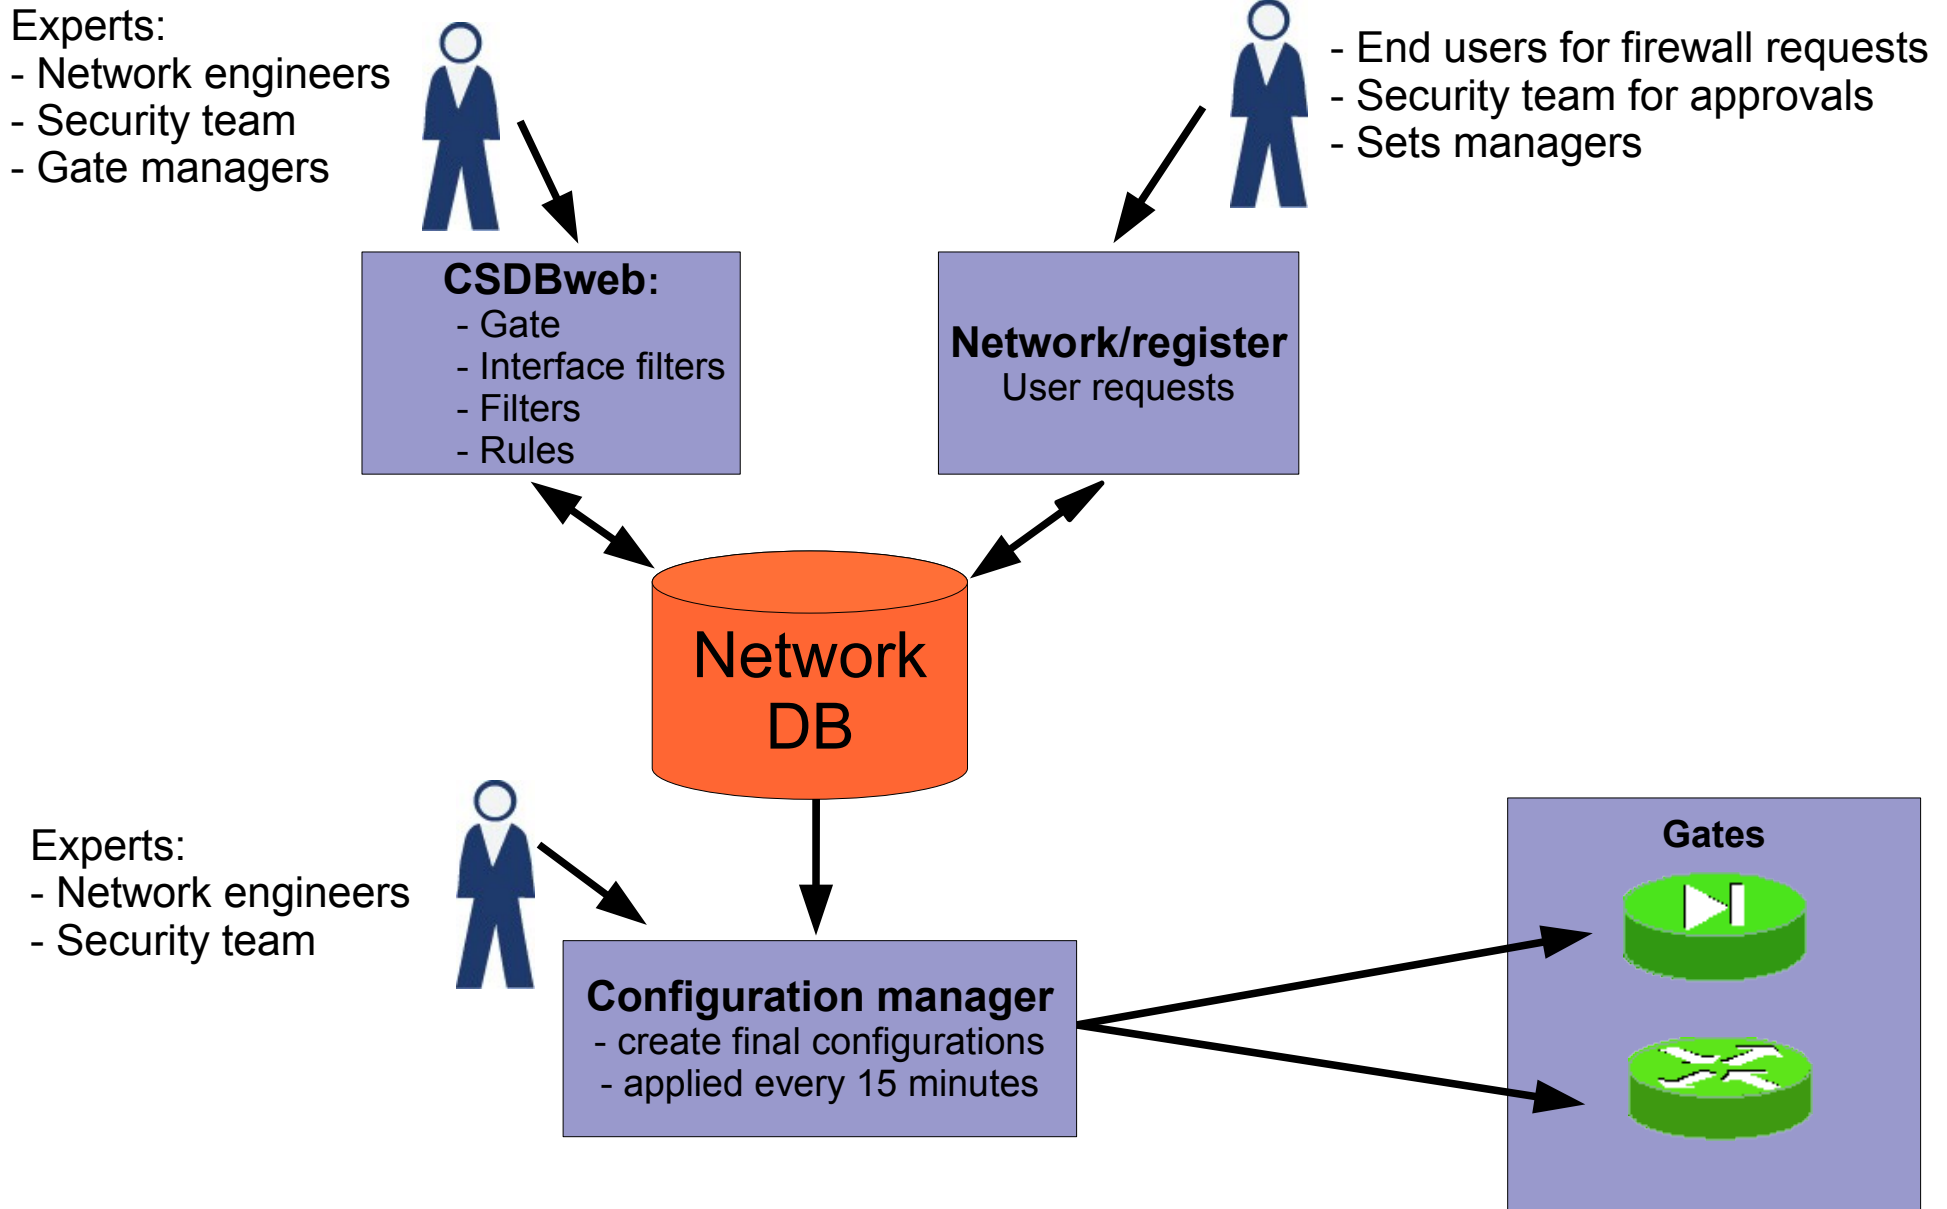 Experts:
- Network engineers
- Security team
- Gate managers
- End users for firewall requests
- Security team for approvals
- Sets managers
CSDBweb:
- Gate
- Interface filters
- Filters
- Rules
Network/register
User requests
Network
DB
Experts:
- Network engineers
- Security team
Configuration manager
- create final configurations
- applied every 15 minutes
Gates